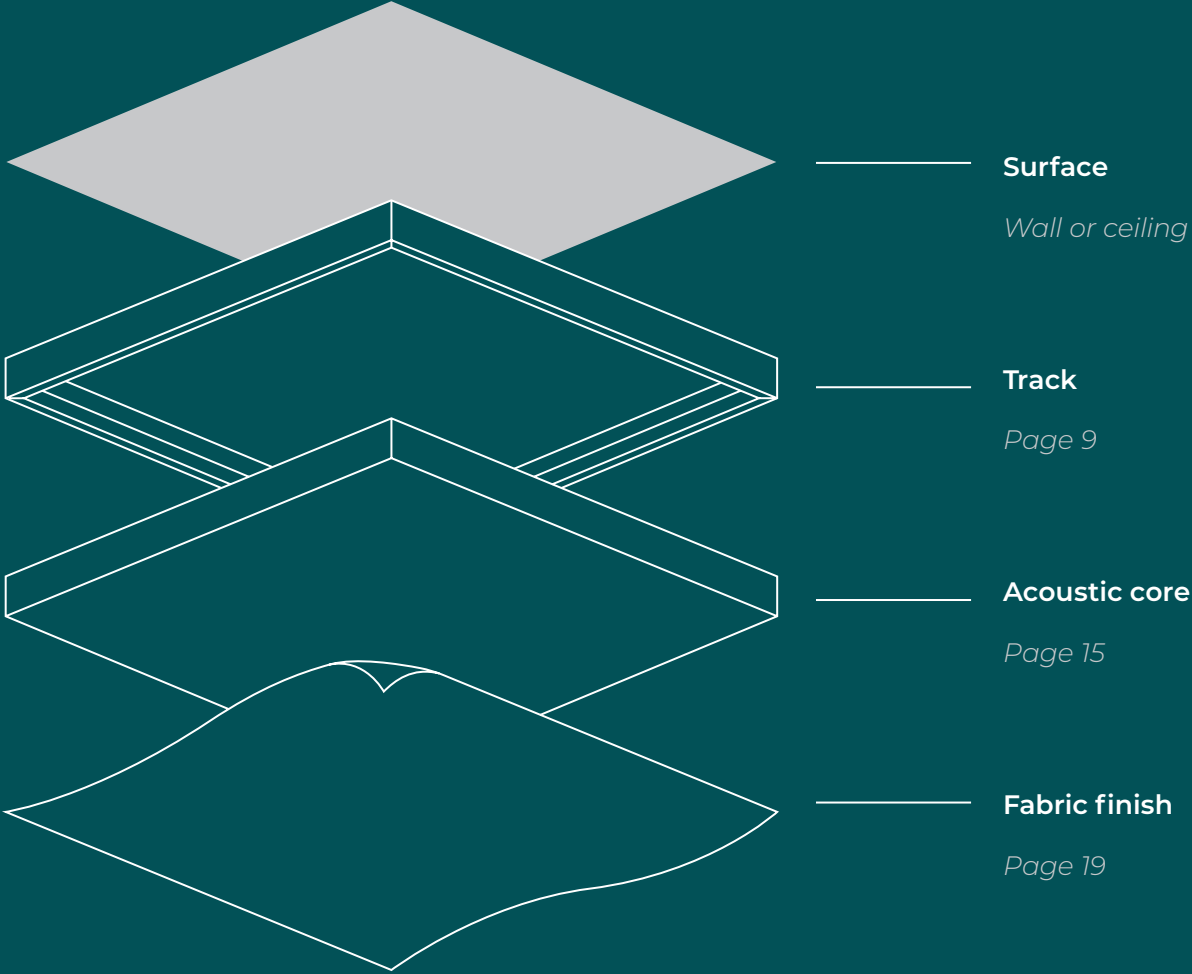 Surface
Wall or ceiling
Track
Page 9
Acoustic core
Page 15
Fabric finish
Page 19